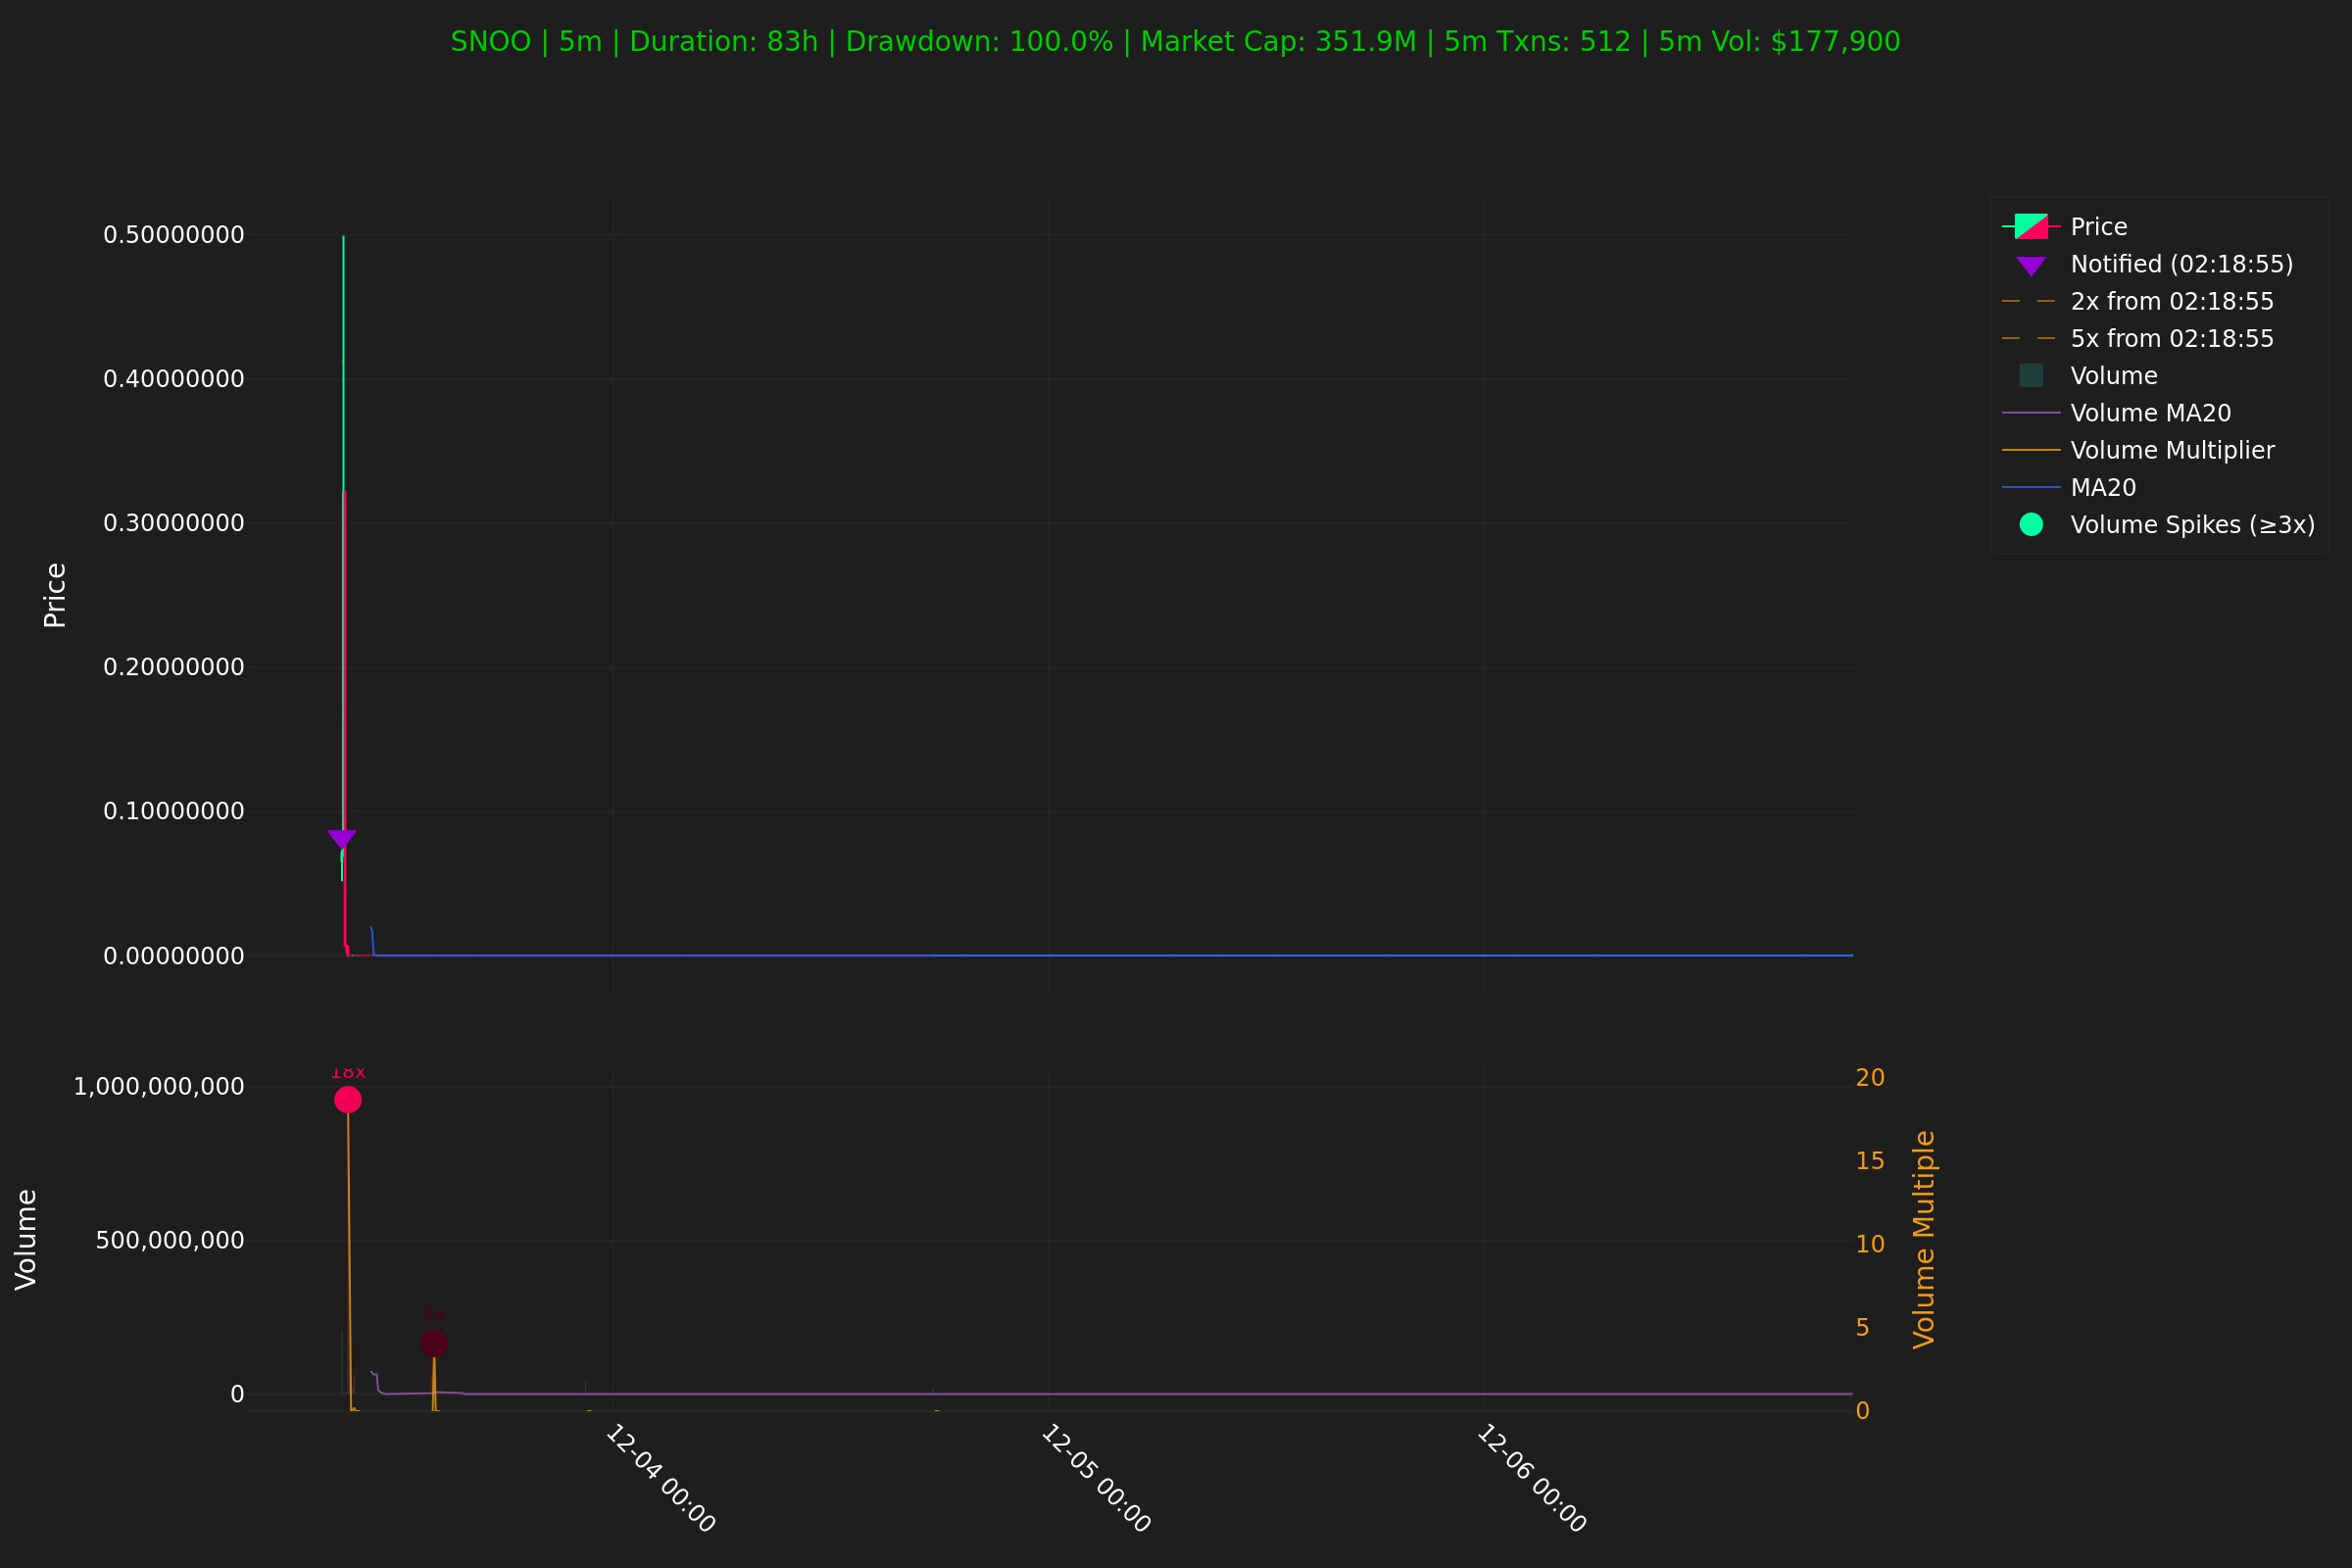 SNOO | 5m | Duration: 83h | Drawdown: 100.0% | Market Cap: 351.9M | 5m Txns: 512 | 5m Vol: $177,900
Price
0.50000000
0.40000000
0.30000000
0.20000000
0.10000000
0.00000000
Price
Notified (02:18:55)
2x from 02:18:55
5x from 02:18:55
Volume
Volume MA20
Volume Multiplier
MA20
Volume Spikes (≥3x)
Volume
1,000,000,000
500,000,000
0
18x
4x
20
15
10
5
0
Volume Multiple
12-04 00:00
12-05 00:00
12-06 00:00